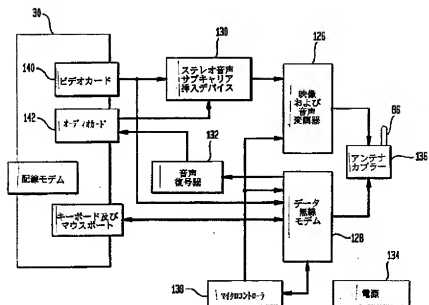 30
140
ビデオカード
142
オーディオカード
配線モデム
キーボード及び
マウスポート
130
ステレオ音声
サブキャリア
挿入デバイス
132
音声
復号器
126
映像
および
音声
変調器
データ
無線
モデム
128
86
アンテナ
カプラー
136
138
マイクロコントローラ
134
電源